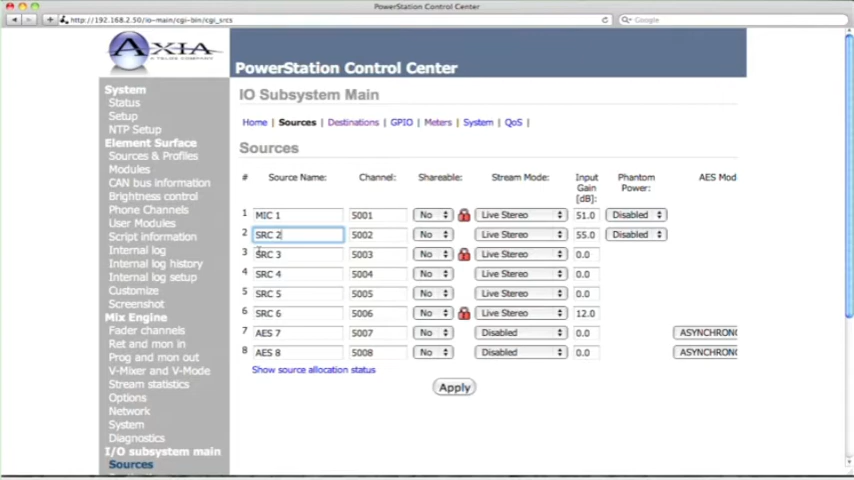 PowerStation Control Center
http://192.168.2.50/io-main/cgi-bin/cgi_srcs
Google
AXIA
A TELOS COMPANY
PowerStation Control Center
System
Status
Setup
NTP Setup
Element Surface
Sources & Profiles
Modules
CAN bus information
Brightness control
Phone Channels
User Modules
Script information
Internal log
Internal log history
Internal log setup
Customize
Screenshot
Mix Engine
Fader channels
Ret and mon in
Prog and mon out
V-Mixer and V-Mode
Stream statistics
Options
Network
System
Diagnostics
I/O subsystem main
Sources
IO Subsystem Main
Home | Sources | Destinations | GPIO | Meters | System | QoS |
Sources
# Source Name: Channel: Shareable: Stream Mode: Input Gain [dB]: Phantom Power: AES Mod
1 MIC 1 5001 No Live Stereo 51.0 Disabled
2 SRC 2 5002 No Live Stereo 55.0 Disabled
3 SRC 3 5003 No Live Stereo 0.0
4 SRC 4 5004 No Live Stereo 0.0
5 SRC 5 5005 No Live Stereo 0.0
6 SRC 6 5006 No Live Stereo 12.0
7 AES 7 5007 No Disabled 0.0 ASYNCHRONO
8 AES 8 5008 No Disabled 0.0 ASYNCHRONO
Show source allocation status
Apply